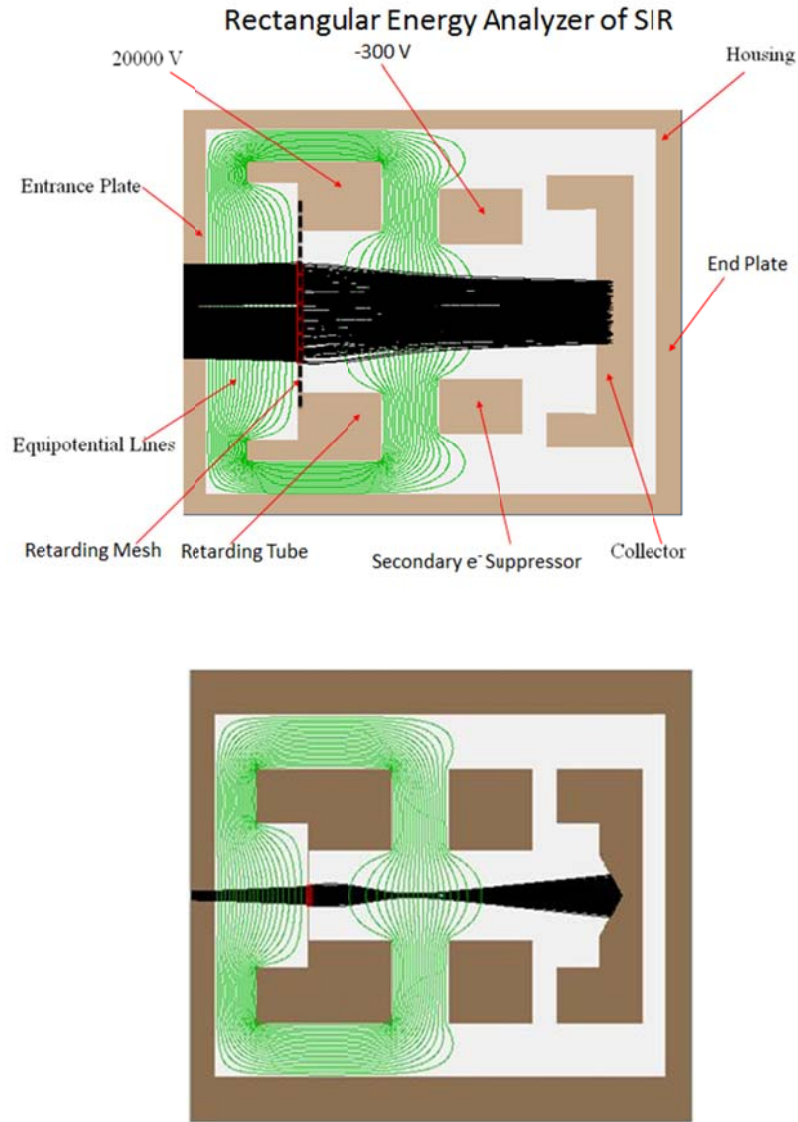 Rectangular Energy Analyzer of SIR
20000 V
-300 V
Housing
Entrance Plate
End Plate
Equipotential Lines
Retarding Mesh
Retarding Tube
Secondary e⁻ Suppressor
Collector